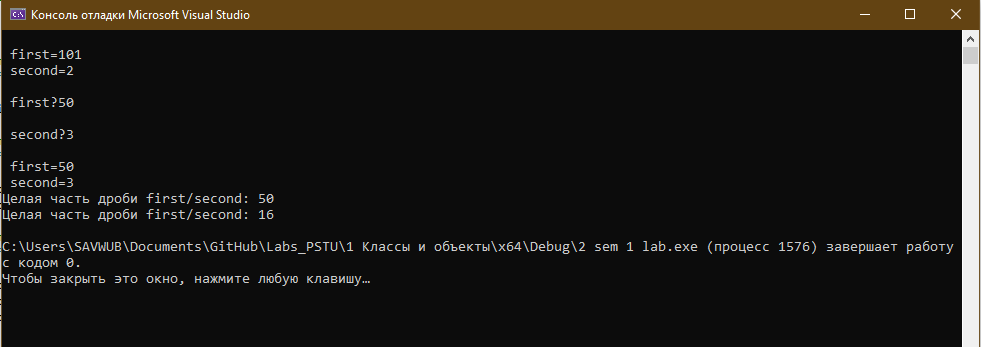 Консоль отладки Microsoft Visual Studio
first=101
second=2
first?50
second?3
first=50
second=3
Целая часть дроби first/second: 50
Целая часть дроби first/second: 16
C:\Users\SAVWUB\Documents\GitHub\Labs_PSTU\1 Классы и объекты\x64\Debug\2 sem 1 lab.exe (процесс 1576) завершает работу
с кодом 0.
Чтобы закрыть это окно, нажмите любую клавишу…